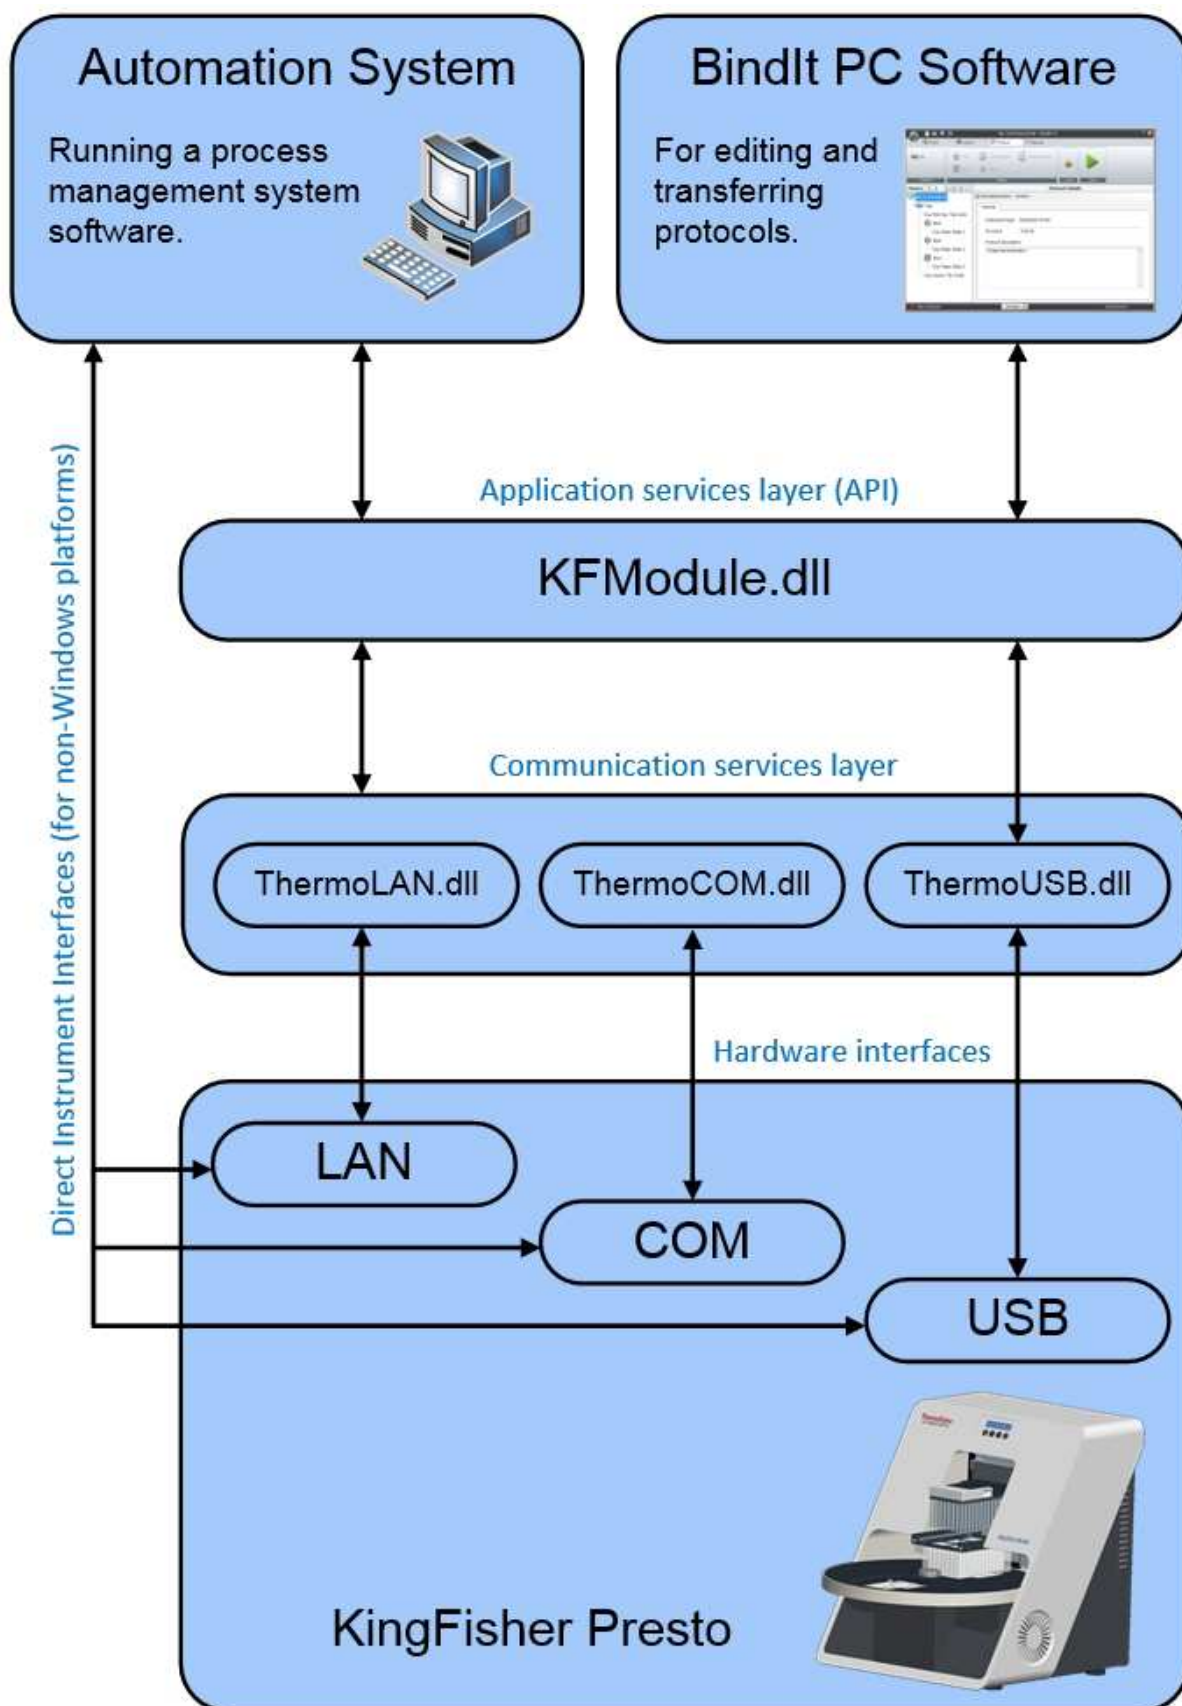 Automation System
Running a process
management system
software.
BindIt PC Software
For editing and
transferring
protocols.
Direct Instrument Interfaces (for non-Windows platforms)
Application services layer (API)
KFModule.dll
Communication services layer
ThermoLAN.dll
ThermoCOM.dll
ThermoUSB.dll
Hardware interfaces
LAN
COM
USB
KingFisher Presto